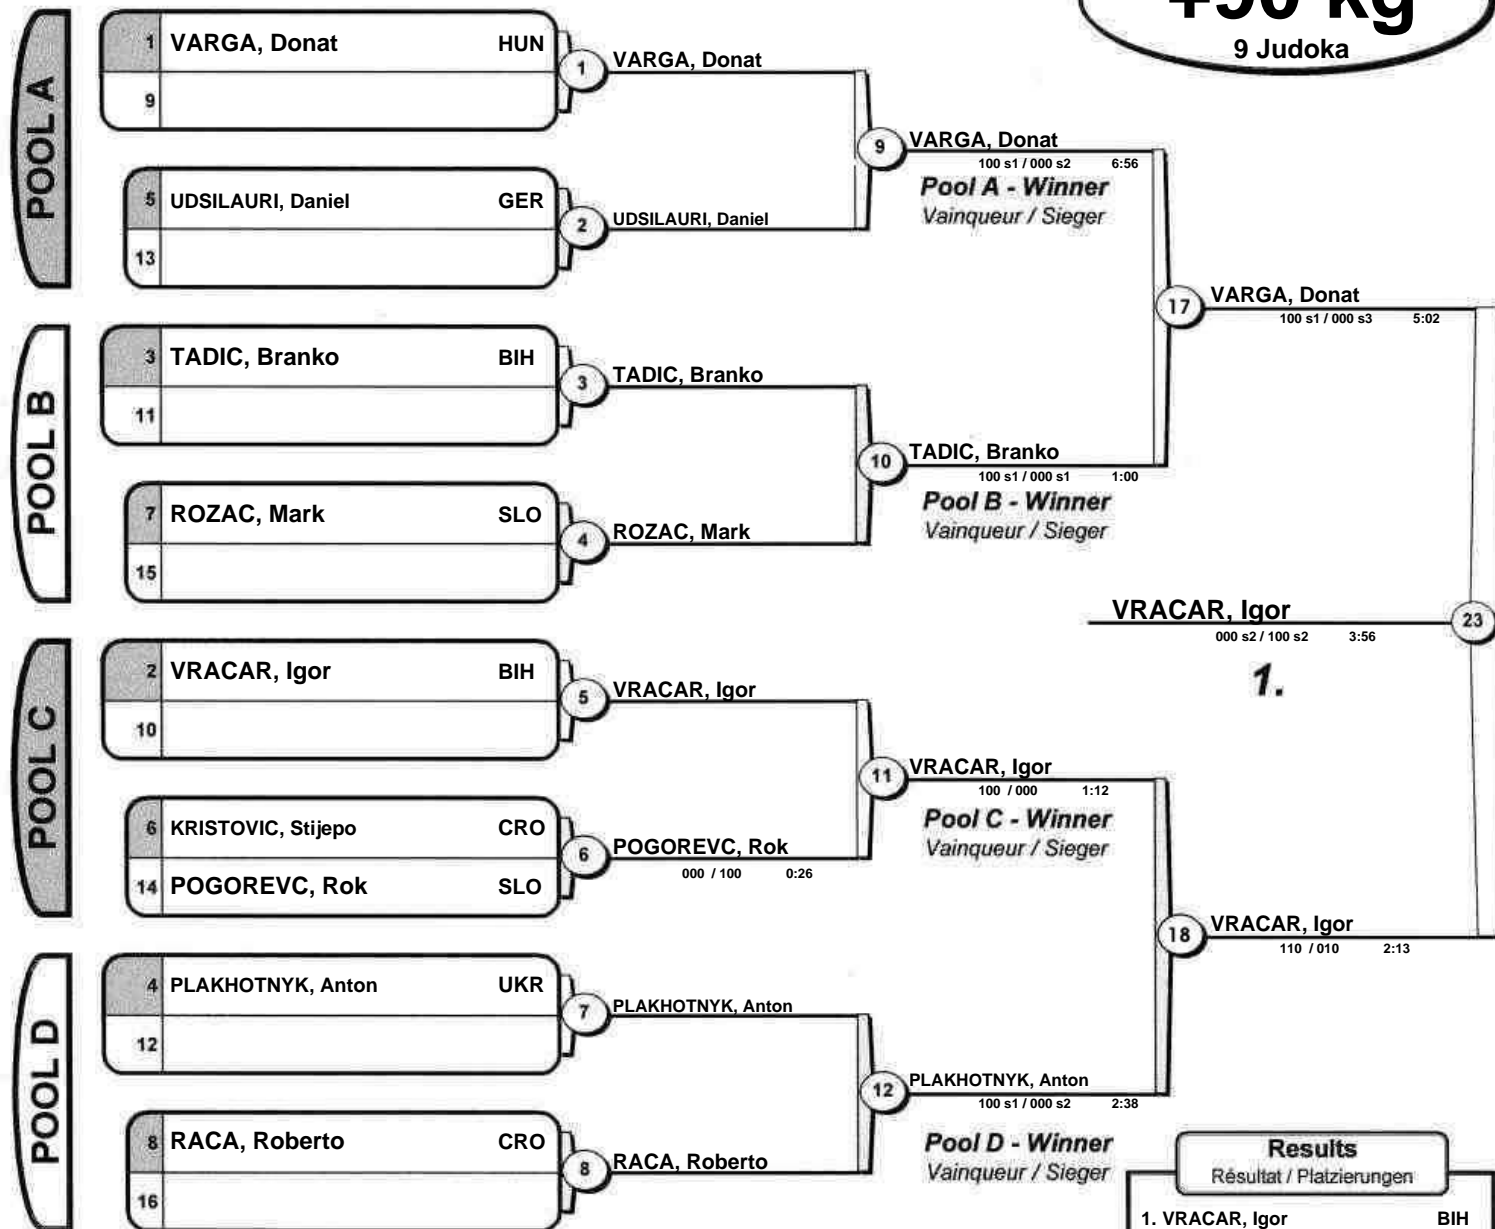 +90 kg
9 Judoka
POOL A
1 VARGA, Donat HUN
9
1 VARGA, Donat
5 UDSILAURI, Daniel GER
13
2 UDSILAURI, Daniel
9 VARGA, Donat
100 s1 / 000 s2 6:56
Pool A - Winner
Vainqueur / Sieger
POOL B
3 TADIC, Branko BIH
11
3 TADIC, Branko
7 ROZAC, Mark SLO
15
4 ROZAC, Mark
10 TADIC, Branko
100 s1 / 000 s1 1:00
Pool B - Winner
Vainqueur / Sieger
17 VARGA, Donat
100 s1 / 000 s3 5:02
VRACAR, Igor 23
000 s2 / 100 s2 3:56
1.
POOL C
2 VRACAR, Igor BIH
10
5 VRACAR, Igor
6 KRISTOVIC, Stijepo CRO
14 POGOREVC, Rok SLO
6 POGOREVC, Rok
000 / 100 0:26
11 VRACAR, Igor
100 / 000 1:12
Pool C - Winner
Vainqueur / Sieger
18 VRACAR, Igor
110 / 010 2:13
POOL D
4 PLAKHOTNYK, Anton UKR
12
7 PLAKHOTNYK, Anton
8 RACA, Roberto CRO
16
8 RACA, Roberto
12 PLAKHOTNYK, Anton
100 s1 / 000 s2 2:38
Pool D - Winner
Vainqueur / Sieger
Results
Résultat / Platzierungen
1. VRACAR, Igor BIH